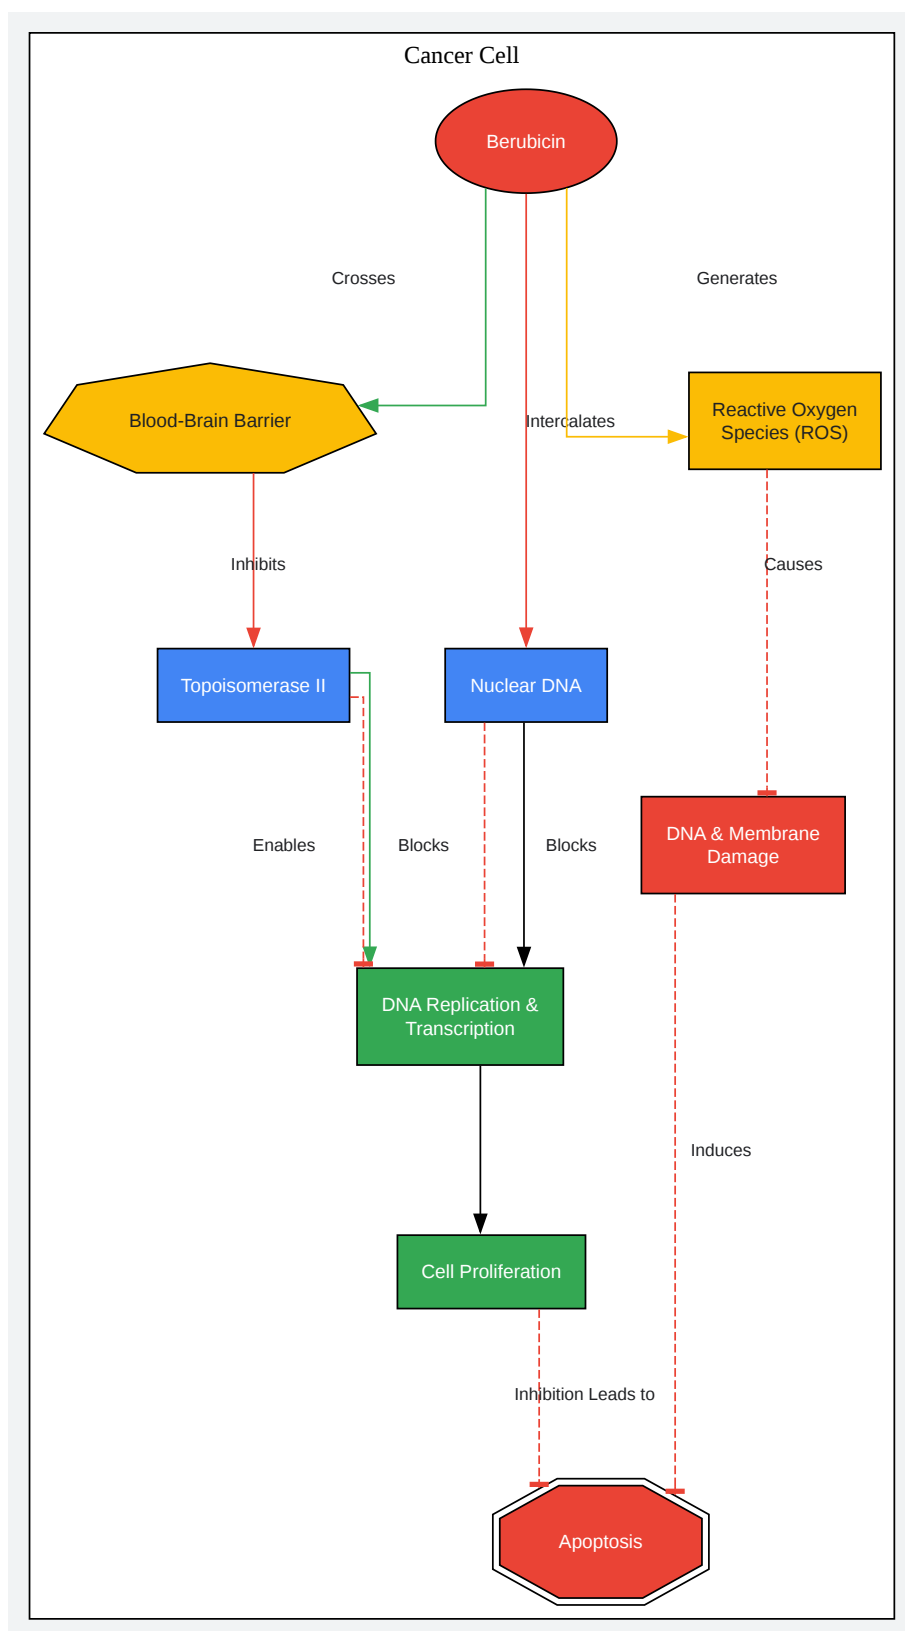 Cancer Cell
Berubicin
Crosses
Generates
Blood-Brain Barrier
Intercalates
Reactive Oxygen
Species (ROS)
Inhibits
Causes
Topoisomerase II
Nuclear DNA
Enables
Blocks
Blocks
DNA & Membrane
Damage
DNA Replication &
Transcription
Induces
Cell Proliferation
Inhibition Leads to
Apoptosis